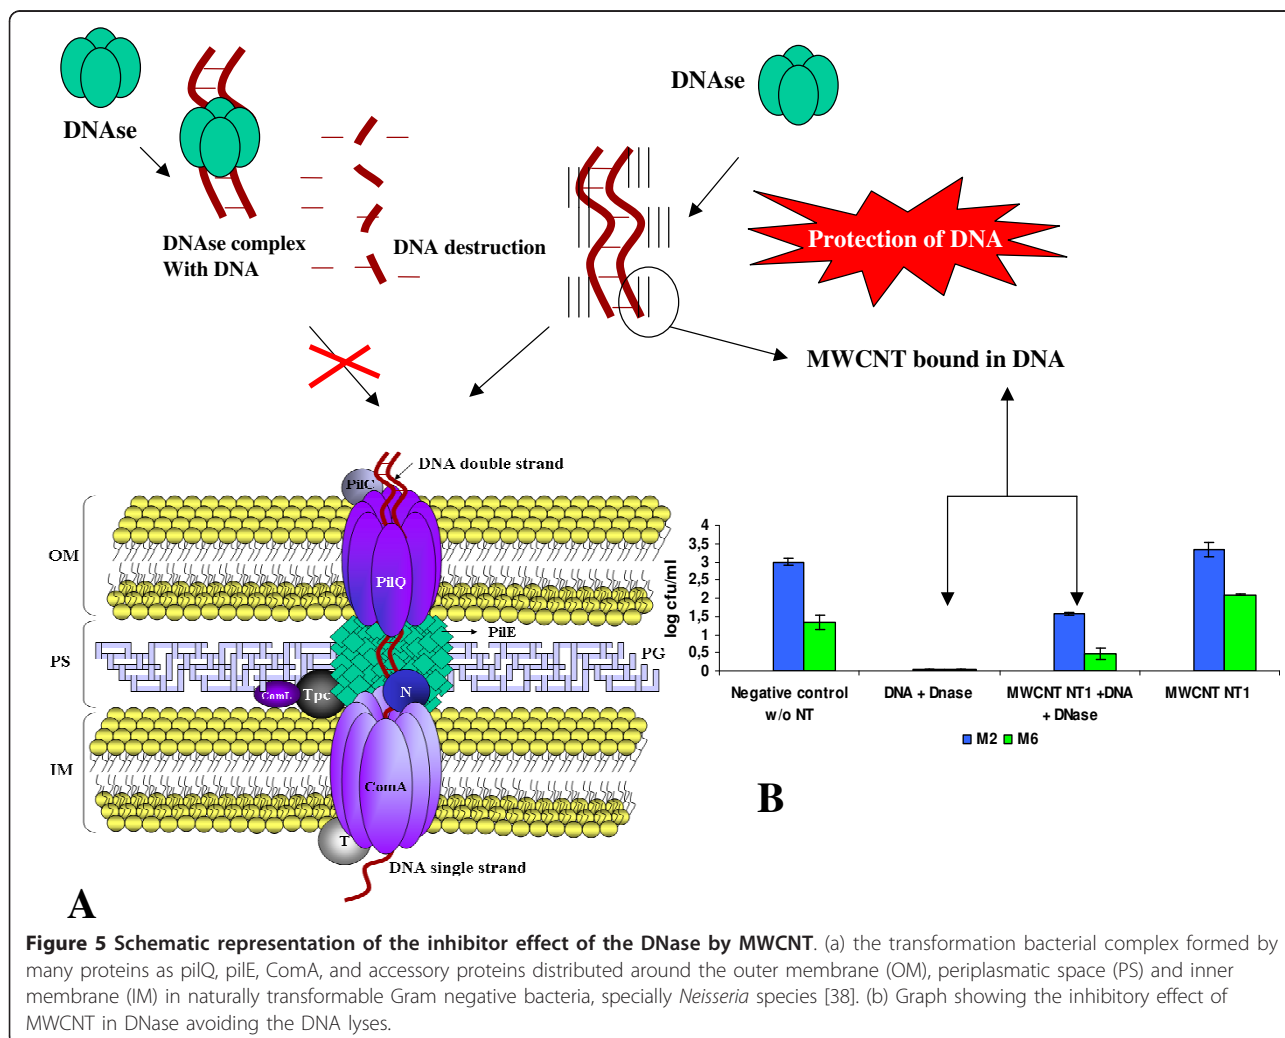 DNAse
DNAse
DNAse complex
With DNA
DNA destruction
Protection of DNA
MWCNT bound in DNA
DNA double strand
PilC
OM
PilQ
PilE
PS
PG
ComL
Tpc
N
IM
ComA
T
DNA single strand
A
log cfu/ml
4
3,5
3
2,5
2
1,5
1
0,5
0
Negative control
w/o NT
DNA + Dnase
MWCNT NT1 +DNA
+ DNase
MWCNT NT1
M2
M6
B
Figure 5 Schematic representation of the inhibitor effect of the DNase by MWCNT. (a) the transformation bacterial complex formed by
many proteins as pilQ, pilE, ComA, and accessory proteins distributed around the outer membrane (OM), periplasmatic space (PS) and inner
membrane (IM) in naturally transformable Gram negative bacteria, specially Neisseria species [38]. (b) Graph showing the inhibitory effect of
MWCNT in DNase avoiding the DNA lyses.